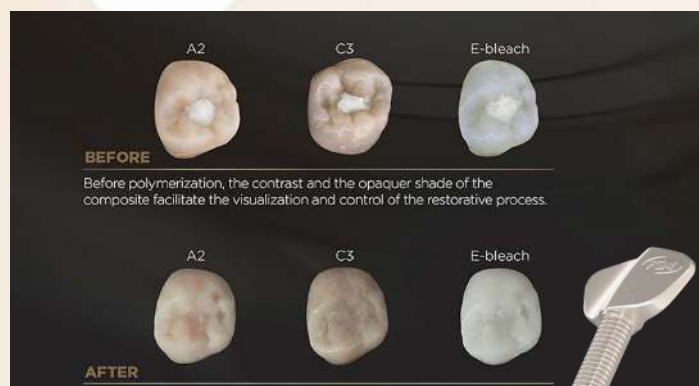 A2 C3 E-bleach
BEFORE
Before polymerization, the contrast and the opaquer shade of the
composite facilitate the visualization and control of the restorative process.
A2 C3 E-bleach
AFTER